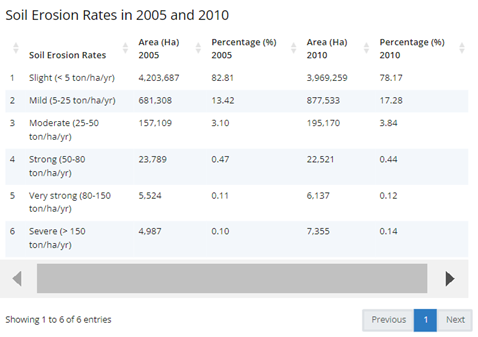 Soil Erosion Rates in 2005 and 2010
Soil Erosion Rates Area (Ha) 2005 Percentage (%) 2005 Area (Ha) 2010 Percentage (%) 2010
1 Slight (< 5 ton/ha/yr) 4,203,687 82.81 3,969,259 78.17
2 Mild (5-25 ton/ha/yr) 681,308 13.42 877,533 17.28
3 Moderate (25-50 ton/ha/yr) 157,109 3.10 195,170 3.84
4 Strong (50-80 ton/ha/yr) 23,789 0.47 22,521 0.44
5 Very strong (80-150 ton/ha/yr) 5,524 0.11 6,137 0.12
6 Severe (> 150 ton/ha/yr) 4,987 0.10 7,355 0.14
Showing 1 to 6 of 6 entries Previous 1 Next